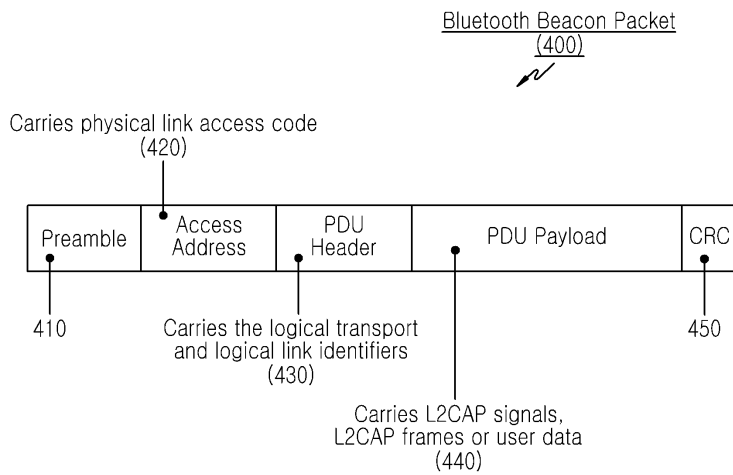 Bluetooth Beacon Packet
(400)
Carries physical link access code
(420)
Preamble
Access
Address
PDU
Header
PDU Payload
CRC
410
Carries the logical transport
and logical link identifiers
(430)
450
Carries L2CAP signals,
L2CAP frames or user data
(440)